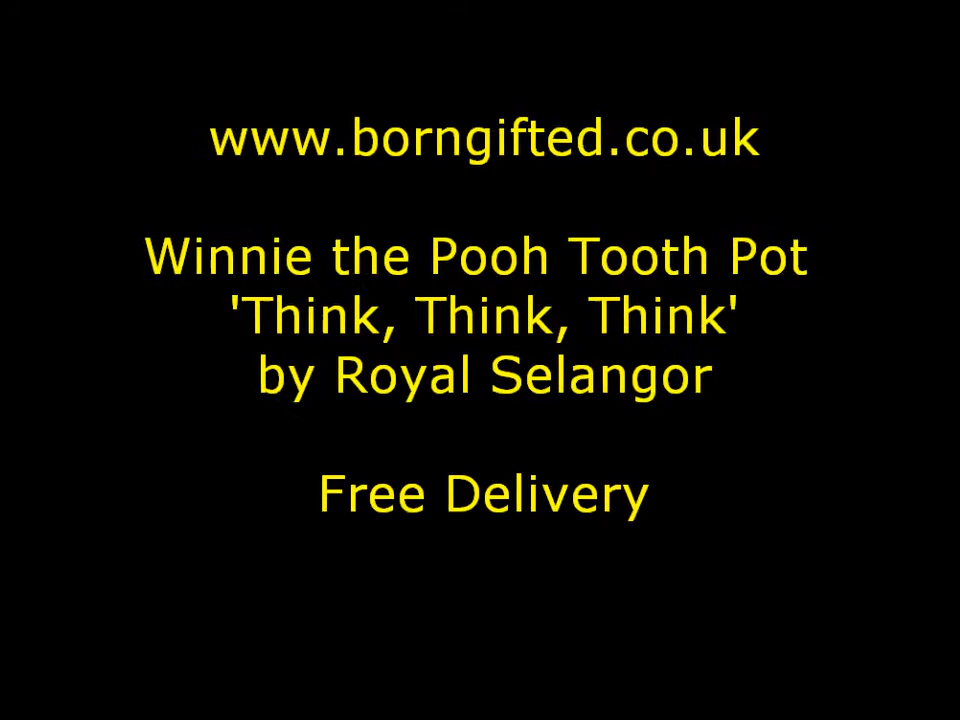 www.borngifted.co.uk
Winnie the Pooh Tooth Pot
'Think, Think, Think'
by Royal Selangor
Free Delivery